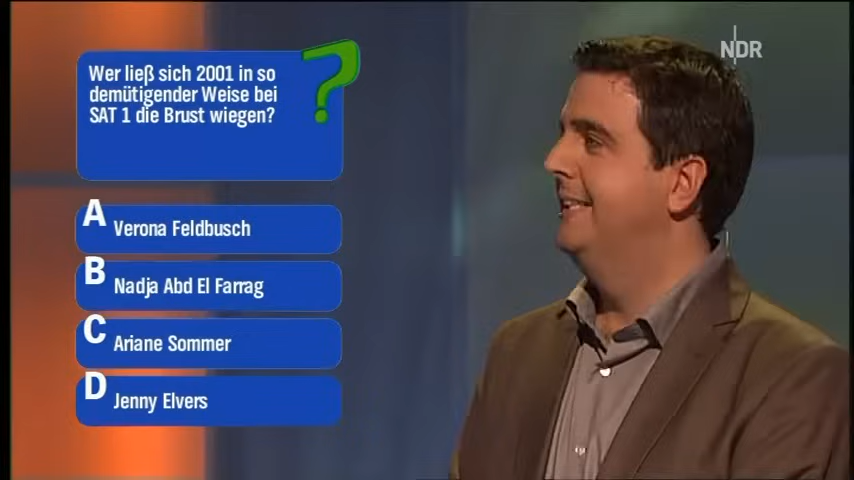 NDR
Wer ließ sich 2001 in so
demütigender Weise bei
SAT 1 die Brust wiegen?
?
A Verona Feldbusch
B Nadja Abd El Farrag
C Ariane Sommer
D Jenny Elvers